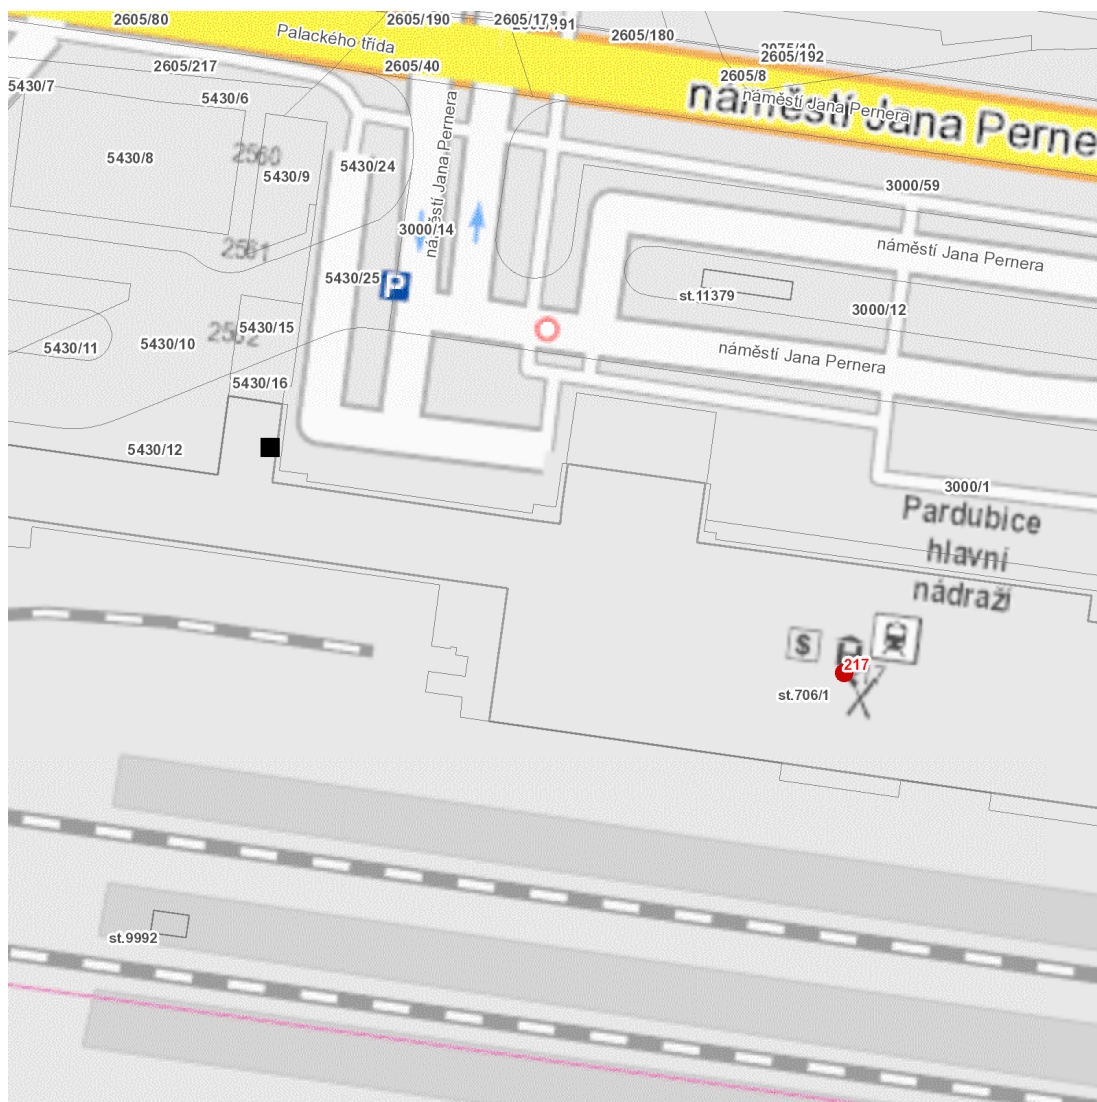 2605/80
2605/190
2605/179
2605/180
Palackého třída
2605/192
2605/217
2605/40
2605/8
5430/7
5430/6
náměstí Jana Pernera
náměstí Jana Perne
5430/8
2560
5430/9
5430/24
náměstí Jana Pernera
3000/59
3000/14
2561
náměstí Jana Pernera
5430/25
P
st.11379
3000/12
5430/15
5430/10
5430/11
náměstí Jana Pernera
5430/16
5430/12
3000/1
Pardubice
hlavní
nádraží
$
217
st.706/1
st.9992